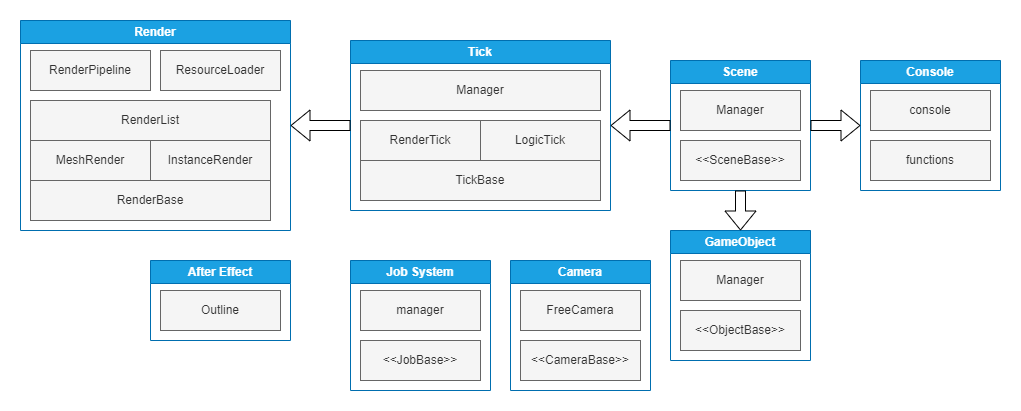 Render
RenderPipeline
ResourceLoader
RenderList
MeshRender
InstanceRender
RenderBase
Tick
Manager
RenderTick
LogicTick
TickBase
Scene
Manager
<<SceneBase>>
Console
console
functions
GameObject
Manager
<<ObjectBase>>
After Effect
Outline
Job System
manager
<<JobBase>>
Camera
FreeCamera
<<CameraBase>>